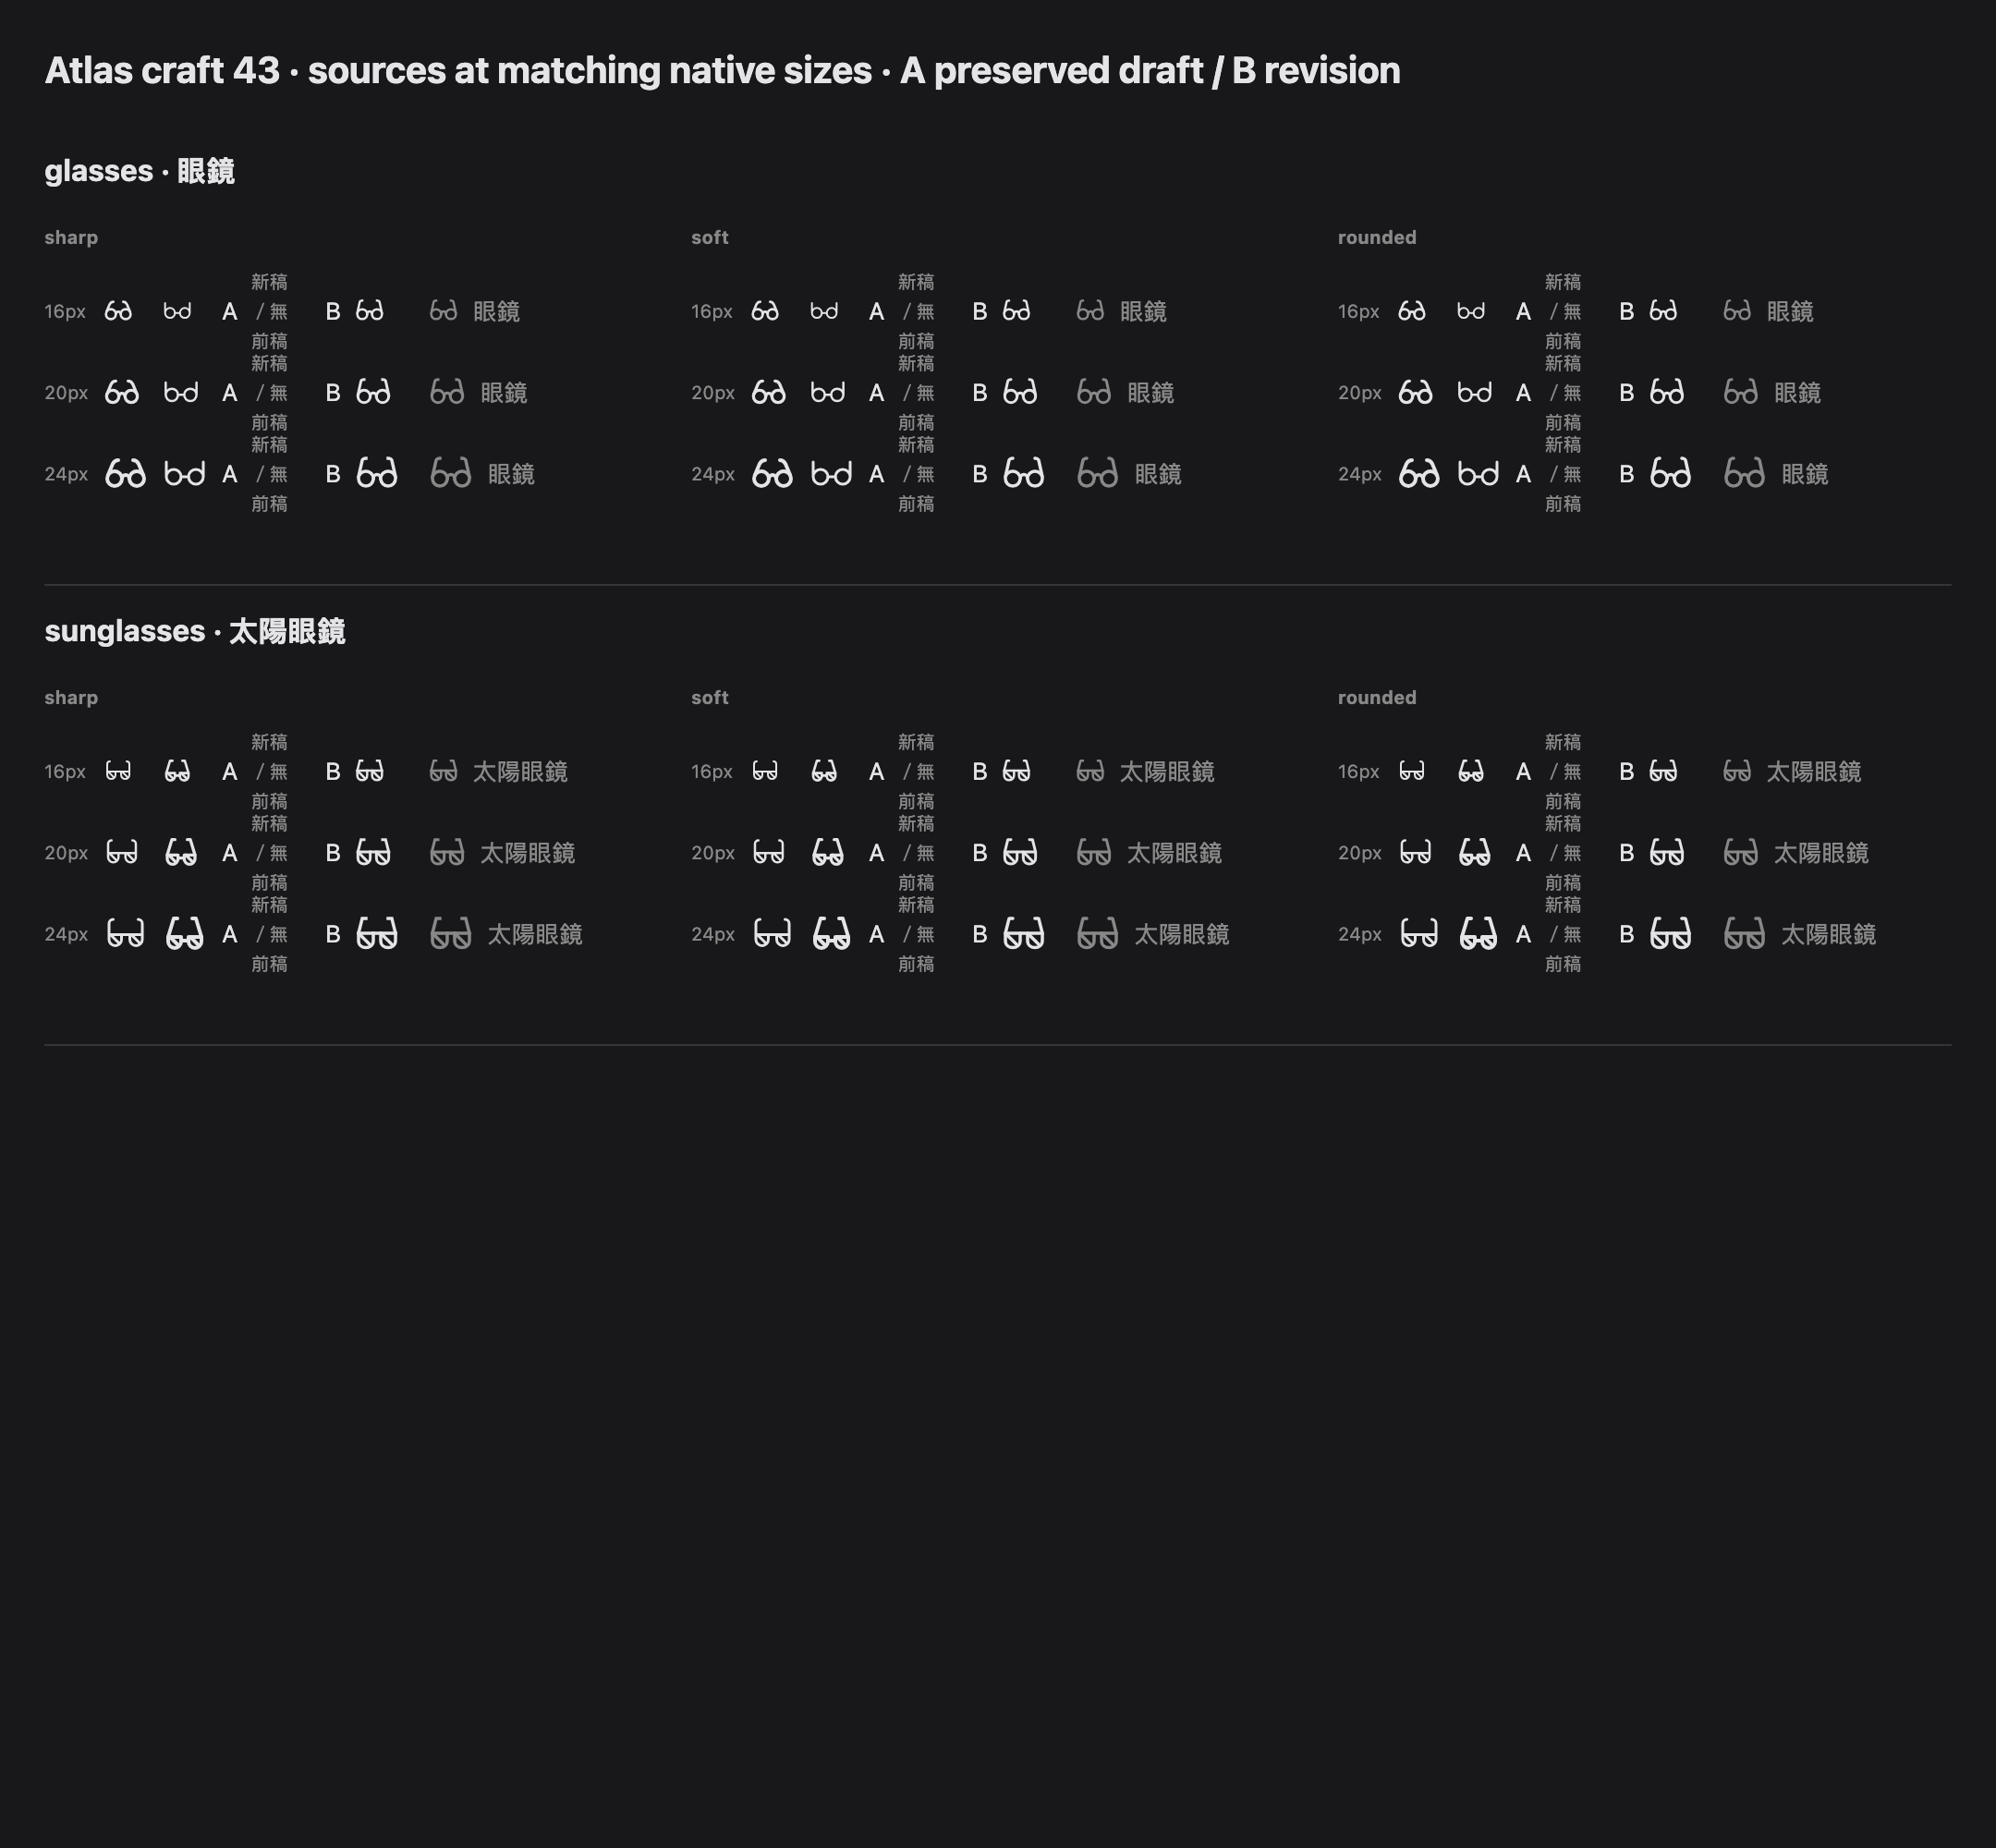 Atlas craft 43 · sources at matching native sizes · A preserved draft / B revision
glasses · 眼鏡
sharp
16px A 新稿 / 無前稿 B 眼鏡
20px A 新稿 / 無前稿 B 眼鏡
24px A 新稿 / 無前稿 B 眼鏡
soft
16px A 新稿 / 無前稿 B 眼鏡
20px A 新稿 / 無前稿 B 眼鏡
24px A 新稿 / 無前稿 B 眼鏡
rounded
16px A 新稿 / 無前稿 B 眼鏡
20px A 新稿 / 無前稿 B 眼鏡
24px A 新稿 / 無前稿 B 眼鏡
sunglasses · 太陽眼鏡
sharp
16px A 新稿 / 無前稿 B 太陽眼鏡
20px A 新稿 / 無前稿 B 太陽眼鏡
24px A 新稿 / 無前稿 B 太陽眼鏡
soft
16px A 新稿 / 無前稿 B 太陽眼鏡
20px A 新稿 / 無前稿 B 太陽眼鏡
24px A 新稿 / 無前稿 B 太陽眼鏡
rounded
16px A 新稿 / 無前稿 B 太陽眼鏡
20px A 新稿 / 無前稿 B 太陽眼鏡
24px A 新稿 / 無前稿 B 太陽眼鏡